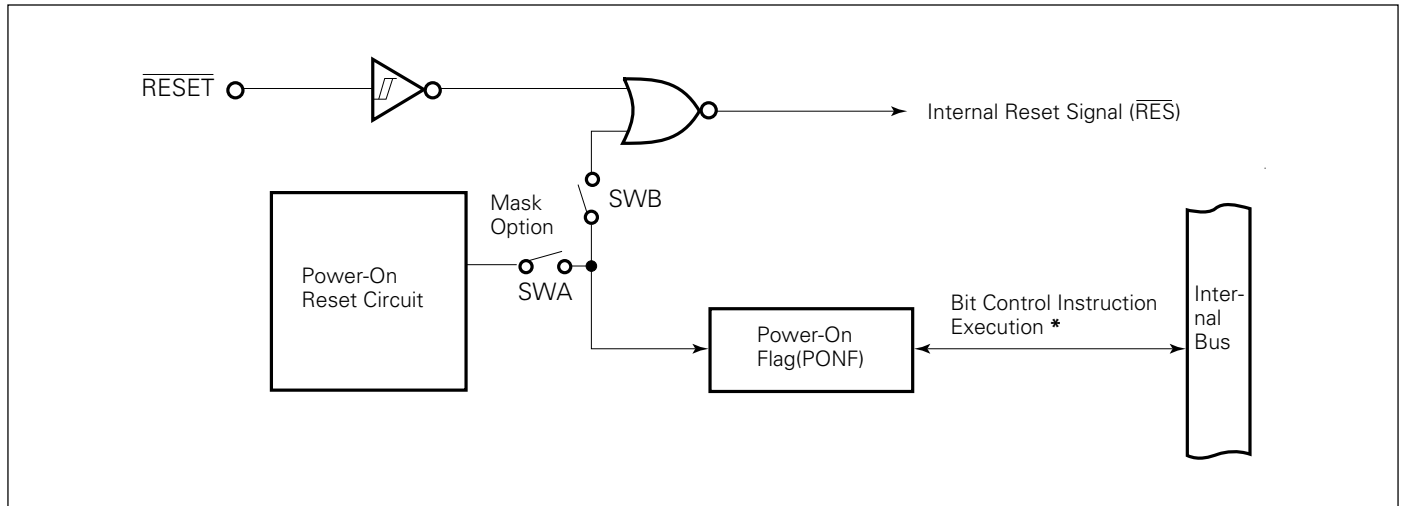 RESET
Internal Reset Signal (RES)
Mask
Option
SWB
Power-On
Reset Circuit
SWA
Bit Control Instruction
Execution *
Inter-
nal
Bus
Power-On
Flag(PONF)